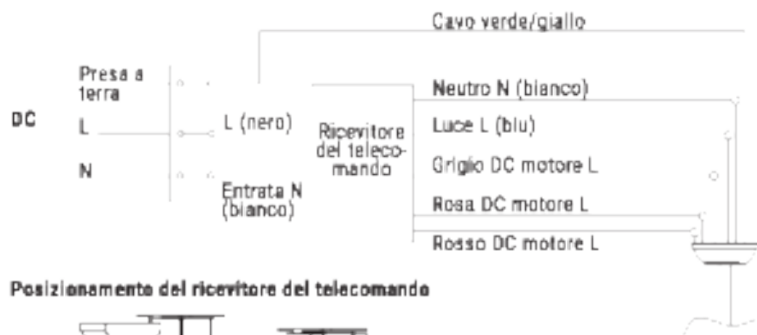 Cavo verde/giallo
Presa a
terra
DC
L
N
L (nero)
Entrata N
(bianco)
Ricevitore
del teleco-
mando
Neutro N (bianco)
Luce L (blu)
Grigio DC motore L
Rosa DC motore L
Rosso DC motore L
Posizionamento del ricevitore del telecomando